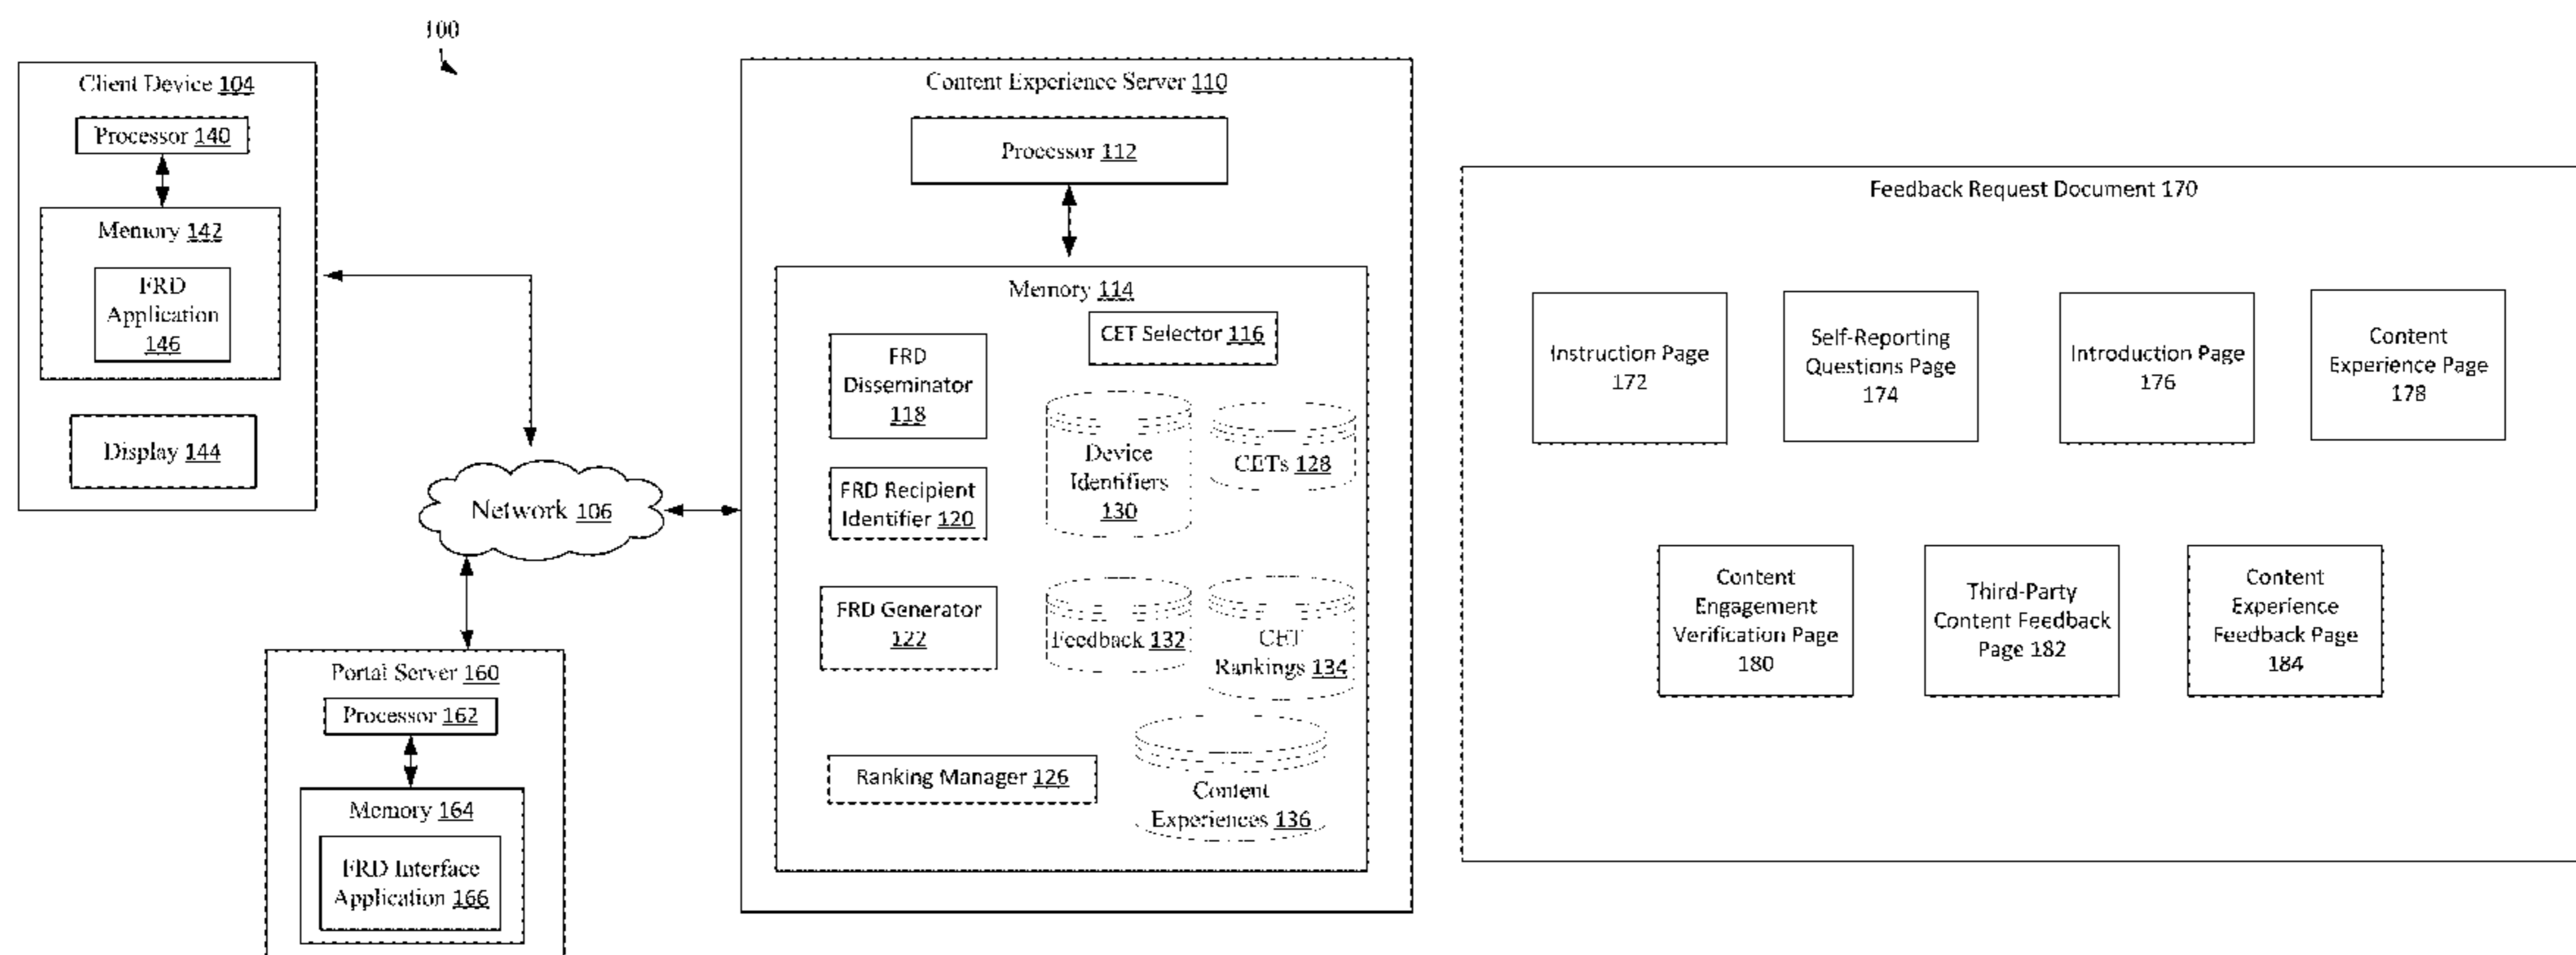 100
Client Device 104
Processor 140
Memory 142
FRD
Application
146
Display 144
Network 106
Portal Server 160
Processor 162
Memory 164
FRD Interface
Application 166
Content Experience Server 110
Processor 112
Memory 114
CET Selector 116
FRD
Disseminator
118
Device
Identifiers
130
CETs 128
FRD Recipient
Identifier 120
FRD Generator
122
Feedback 132
CET
Rankings 134
Ranking Manager 126
Content
Experiences 136
Feedback Request Document 170
Instruction Page
172
Self-Reporting
Questions Page
174
Introduction Page
176
Content
Experience Page
178
Content
Engagement
Verification Page
180
Third-Party
Content Feedback
Page 182
Content
Experience
Feedback Page
184